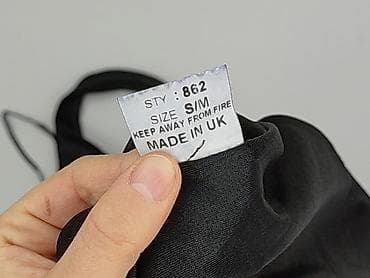 STY : 862
SIZE S/M
KEEP AWAY FROM FIRE
MADE IN UK